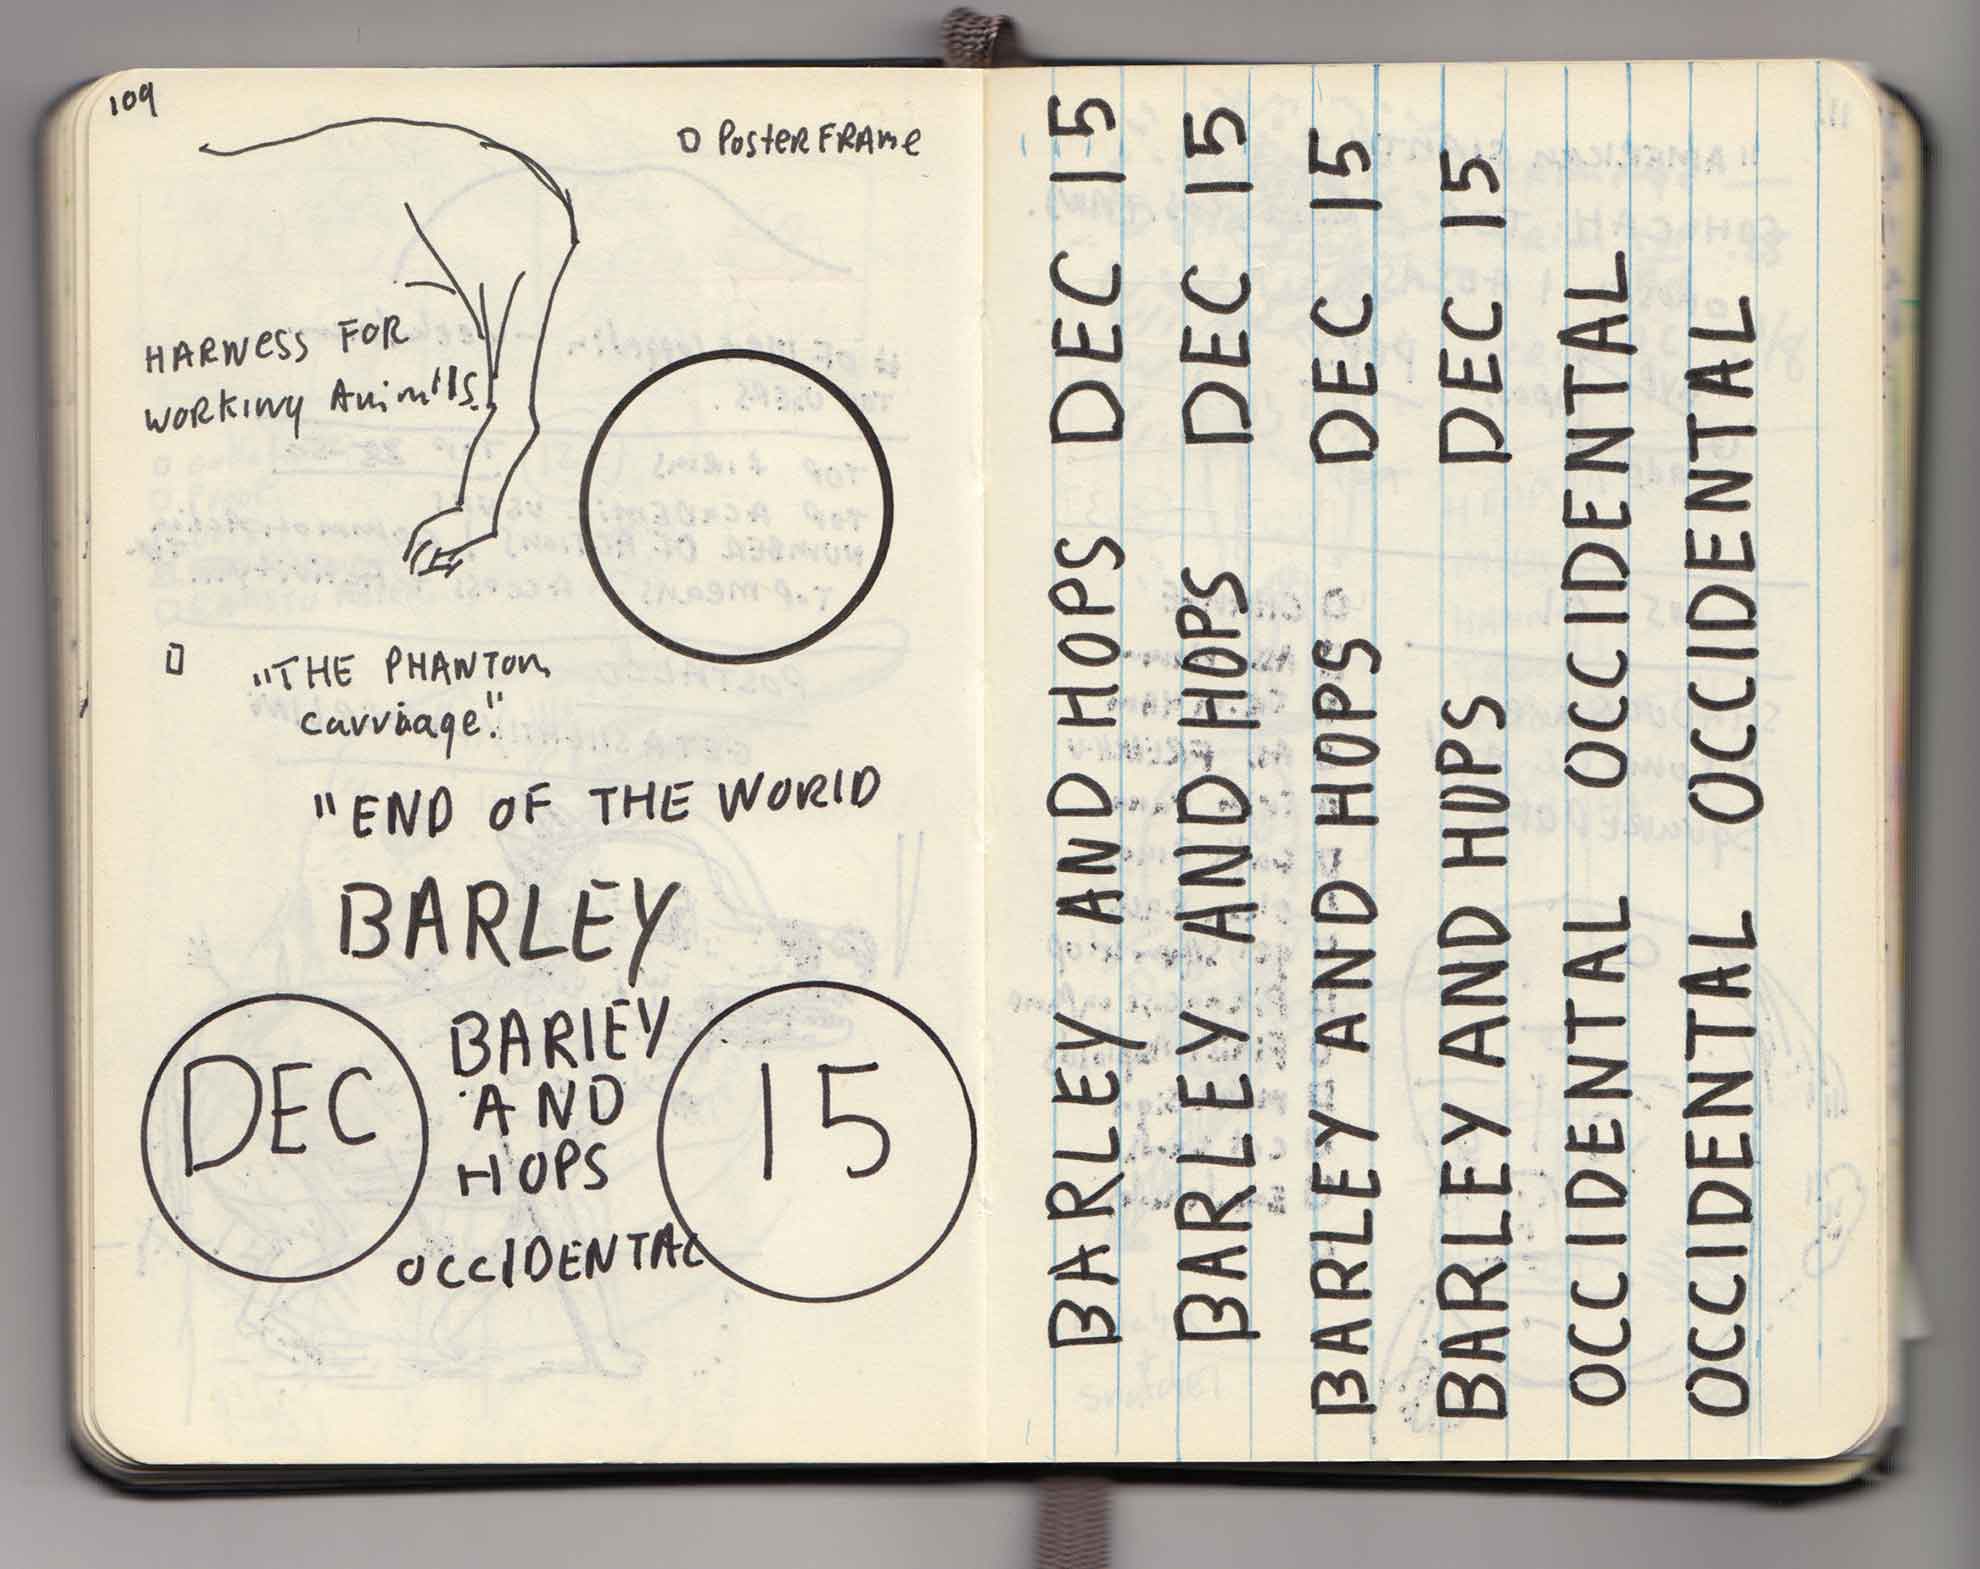 109
POSTER FRAMe
HARNeSS FOR
WORKING Anim'lls.
"THE PHANTOM
carriage"
"END OF THE WORLD
BARLEY
DEC
BARLEY
AND
HOPS
15
OCCIDENTAL
BARLEY AND HOPS DEC 15
BARLEY AND HOPS DEC 15
BARLEY AND HOPS DEC 15
BARLEY AND HOPS DEC 15
OCCIDENTAL OCCIDENTAL
OCCIDENTAL OCCIDENTAL